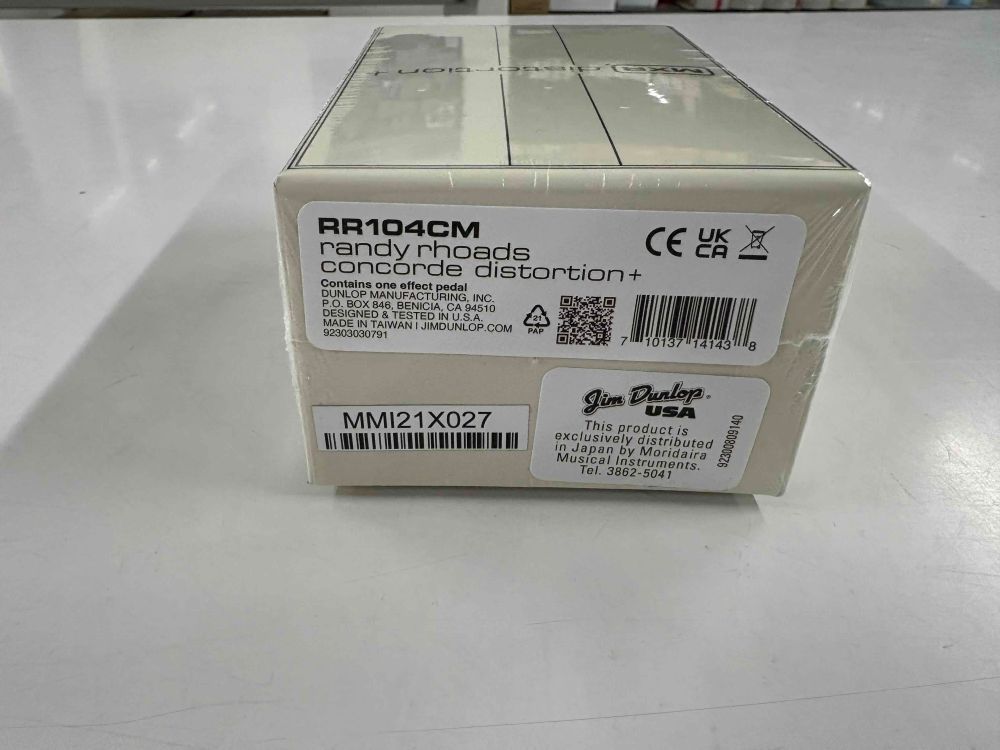 MXR distortion +
RR104CM
randy rhoads
concorde distortion+
Contains one effect pedal
DUNLOP MANUFACTURING, INC.
P.O. BOX 846, BENICIA, CA 94510
DESIGNED & TESTED IN U.S.A.
MADE IN TAIWAN I JIMDUNLOP.COM
92303030791
CE UK CA
21
PAP
7 10137 14143 8
MMI21X027
Jim Dunlop®
USA
This product is
exclusively distributed
in Japan by Moridaira
Musical Instruments.
Tel. 3862-5041
92300809140